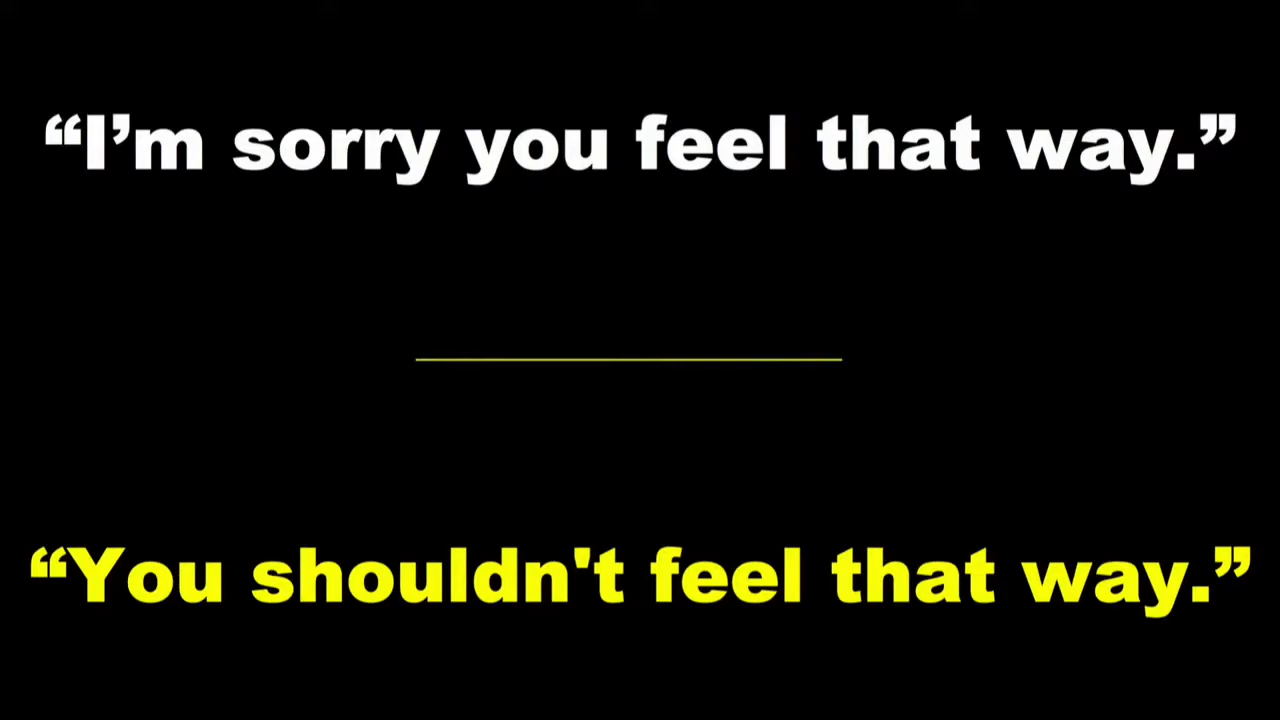 “I’m sorry you feel that way.”
“You shouldn't feel that way.”